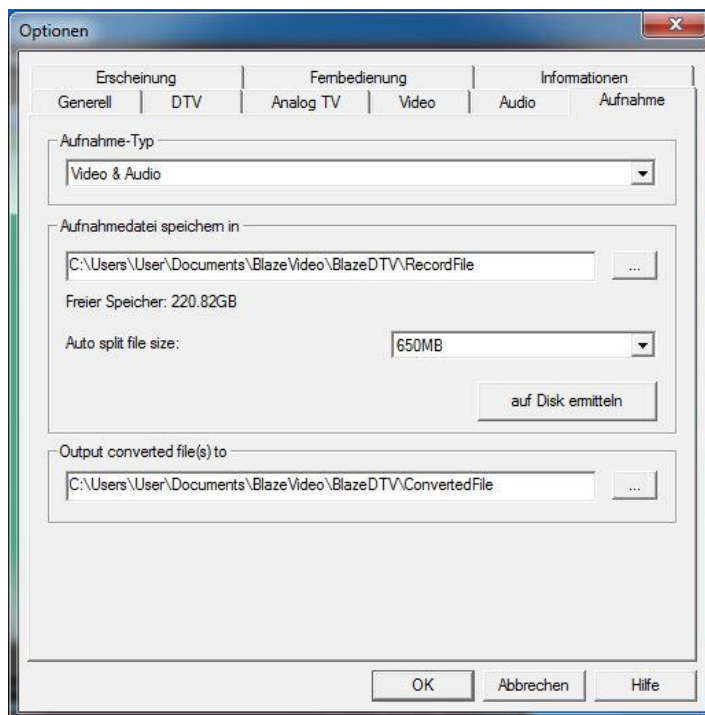 Optionen
Erscheinung Fernbedienung Informationen
Generell DTV Analog TV Video Audio Aufnahme
Aufnahme-Typ
Video & Audio
Aufnahmedatei speichern in
C:\Users\User\Documents\BlazeVideo\BlazeDTV\RecordFile ...
Freier Speicher: 220.82GB
Auto split file size: 650MB
auf Disk ermitteln
Output converted file(s) to
C:\Users\User\Documents\BlazeVideo\BlazeDTV\ConvertedFile ...
OK Abbrechen Hilfe